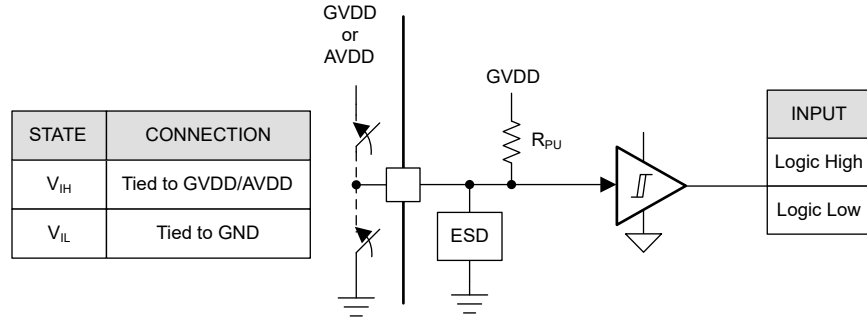 GVDD
or
AVDD
GVDD
STATE CONNECTION
V_IH Tied to GVDD/AVDD
V_IL Tied to GND
R_PU
ESD
INPUT
Logic High
Logic Low